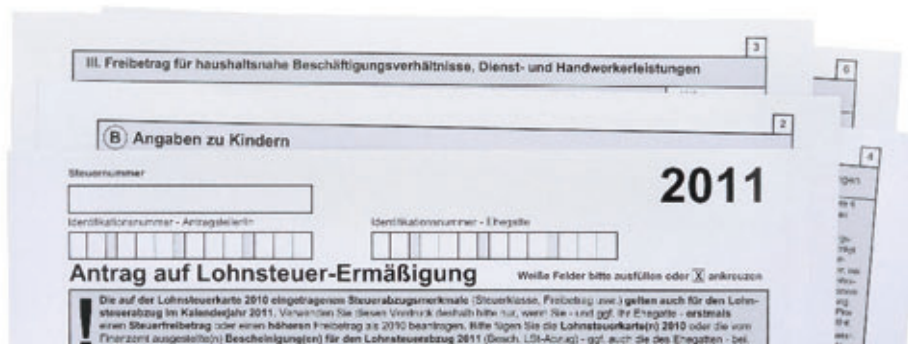 3
III. Freibetrag für haushaltsnahe Beschäftigungsverhältnisse, Dienst- und Handwerkerleistungen
6
2
B Angaben zu Kindern
4
Steuernummer
2011
Identifikationsnummer - Antragsteller/in
Identifikationsnummer - Ehegatte
Antrag auf Lohnsteuer-Ermäßigung
Weiße Felder bitte ausfüllen oder X ankreuzen
! Die auf der Lohnsteuerkarte 2010 eingetragenen Steuerabzugsmerkmale (Steuerklasse, Freibetrag usw.) gelten auch für den Lohn-
steuerabzug im Kalenderjahr 2011. Verwenden Sie diesen Vordruck deshalb bitte nur, wenn Sie - und ggf. Ihr Ehegatte - erstmals
einen Steuerfreibetrag oder einen höheren Freibetrag als 2010 beantragen. Bitte fügen Sie die Lohnsteuerkarte(n) 2010 oder die vom
Finanzamt ausgestellte(n) Bescheinigung(en) für den Lohnsteuerabzug 2011 (Besch. LSt-Abzug) - ggf. auch die des Ehegatten - bei.